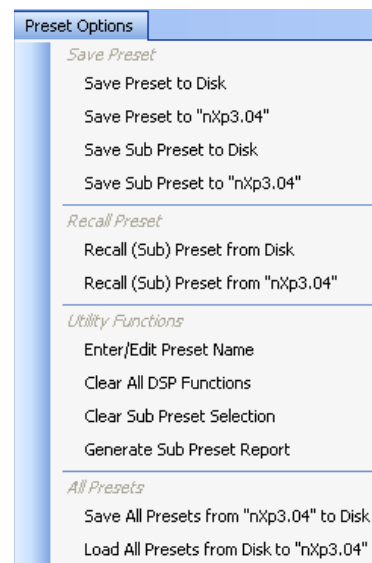 Preset Options
Save Preset
Save Preset to Disk
Save Preset to "nXp3.04"
Save Sub Preset to Disk
Save Sub Preset to "nXp3.04"
Recall Preset
Recall (Sub) Preset from Disk
Recall (Sub) Preset from "nXp3.04"
Utility Functions
Enter/Edit Preset Name
Clear All DSP Functions
Clear Sub Preset Selection
Generate Sub Preset Report
All Presets
Save All Presets from "nXp3.04" to Disk
Load All Presets from Disk to "nXp3.04"